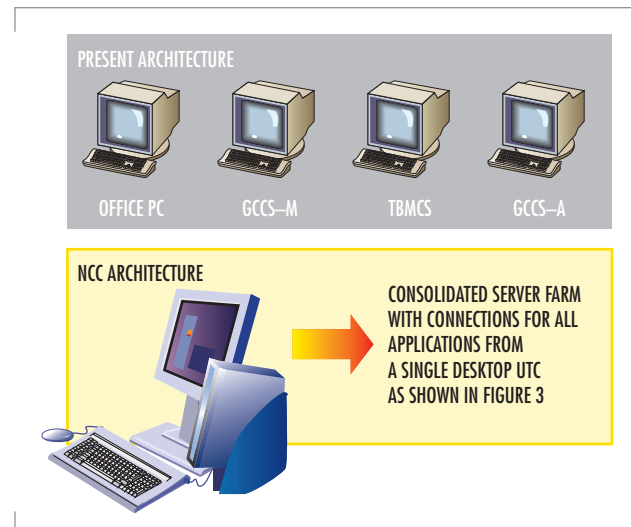 PRESENT ARCHITECTURE
OFFICE PC
GCCS–M
TBMCS
GCCS–A
NCC ARCHITECTURE
CONSOLIDATED SERVER FARM
WITH CONNECTIONS FOR ALL
APPLICATIONS FROM
A SINGLE DESKTOP UTC
AS SHOWN IN FIGURE 3